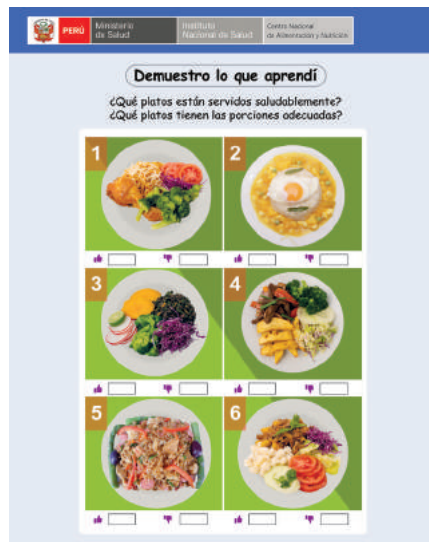 PERÚ
Ministerio
de Salud
Instituto
Nacional de Salud
Centro Nacional
de Alimentación y Nutrición
Demuestro lo que aprendí
¿Qué platos están servidos saludablemente?
¿Qué platos tienen las porciones adecuadas?
1
2
3
4
5
6